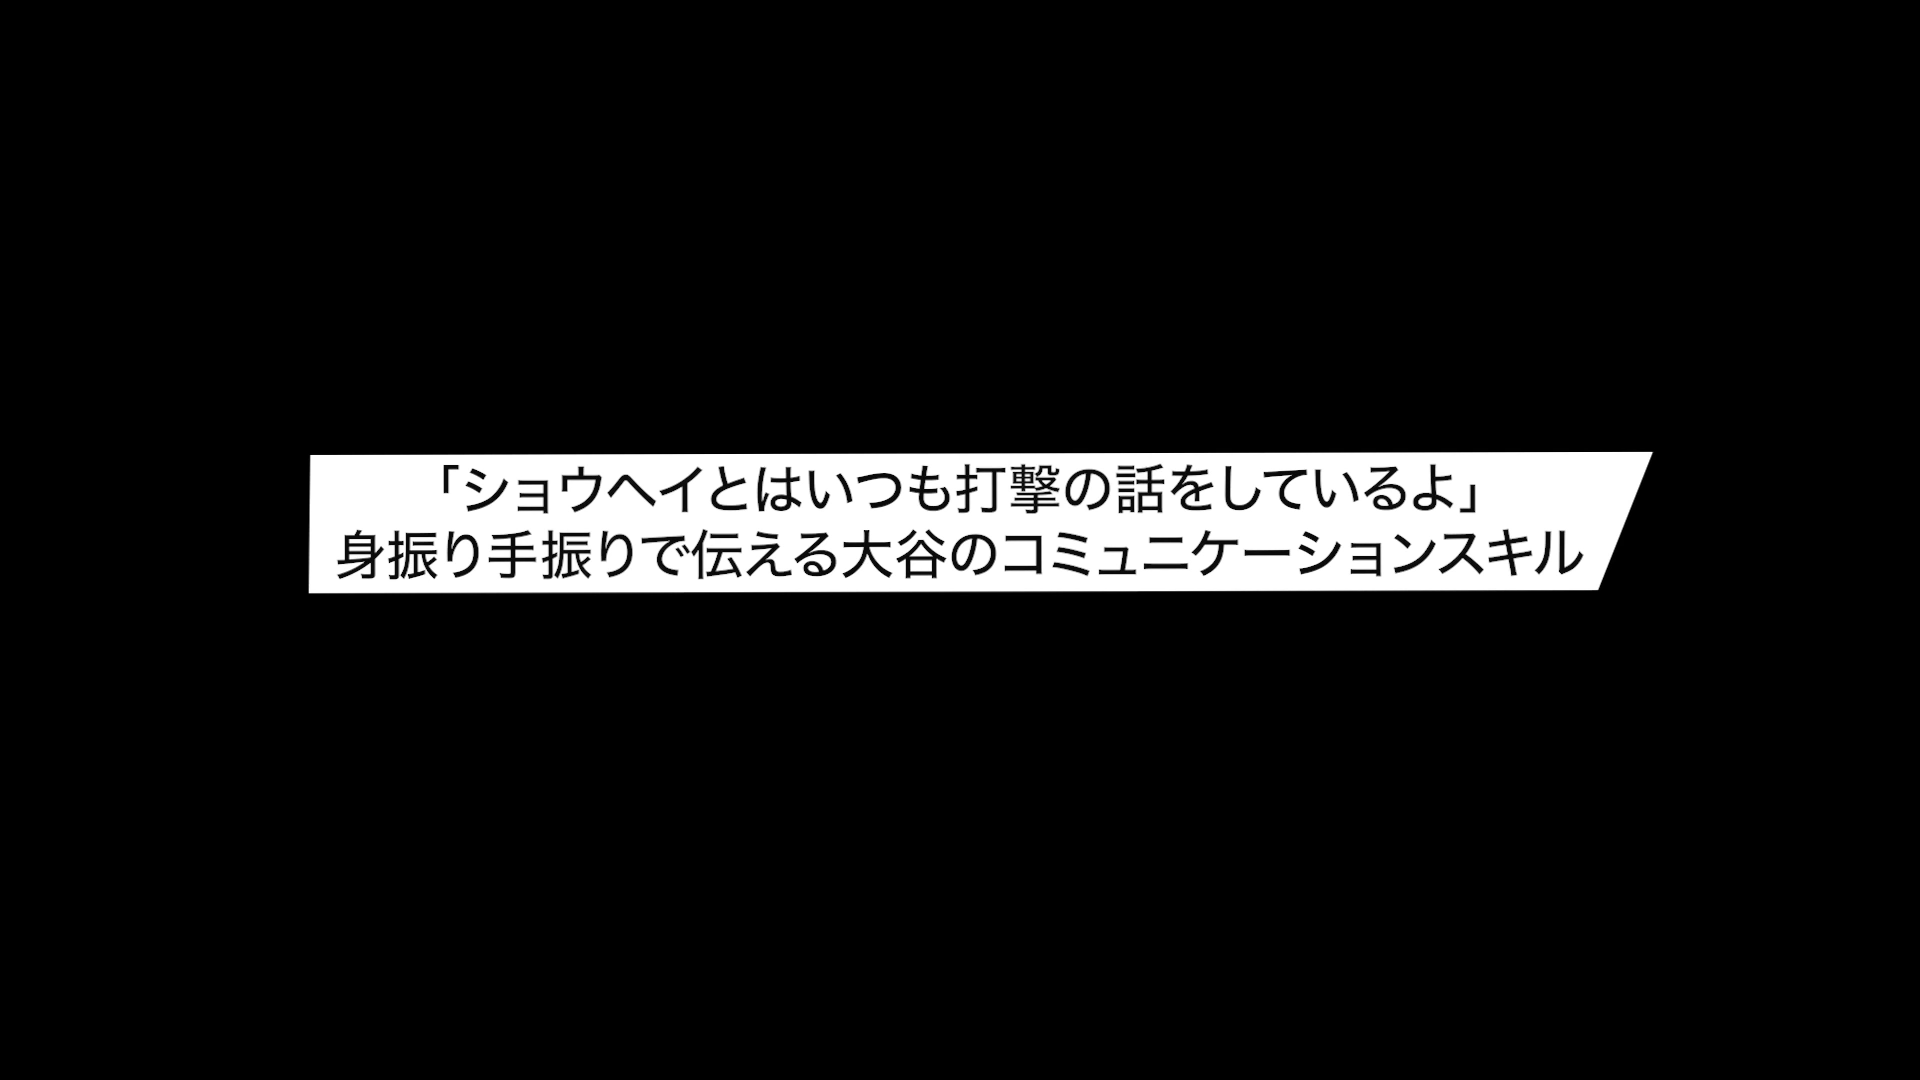 「ショウヘイとはいつも打撃の話をしているよ」
身振り手振りで伝える大谷のコミュニケーションスキル